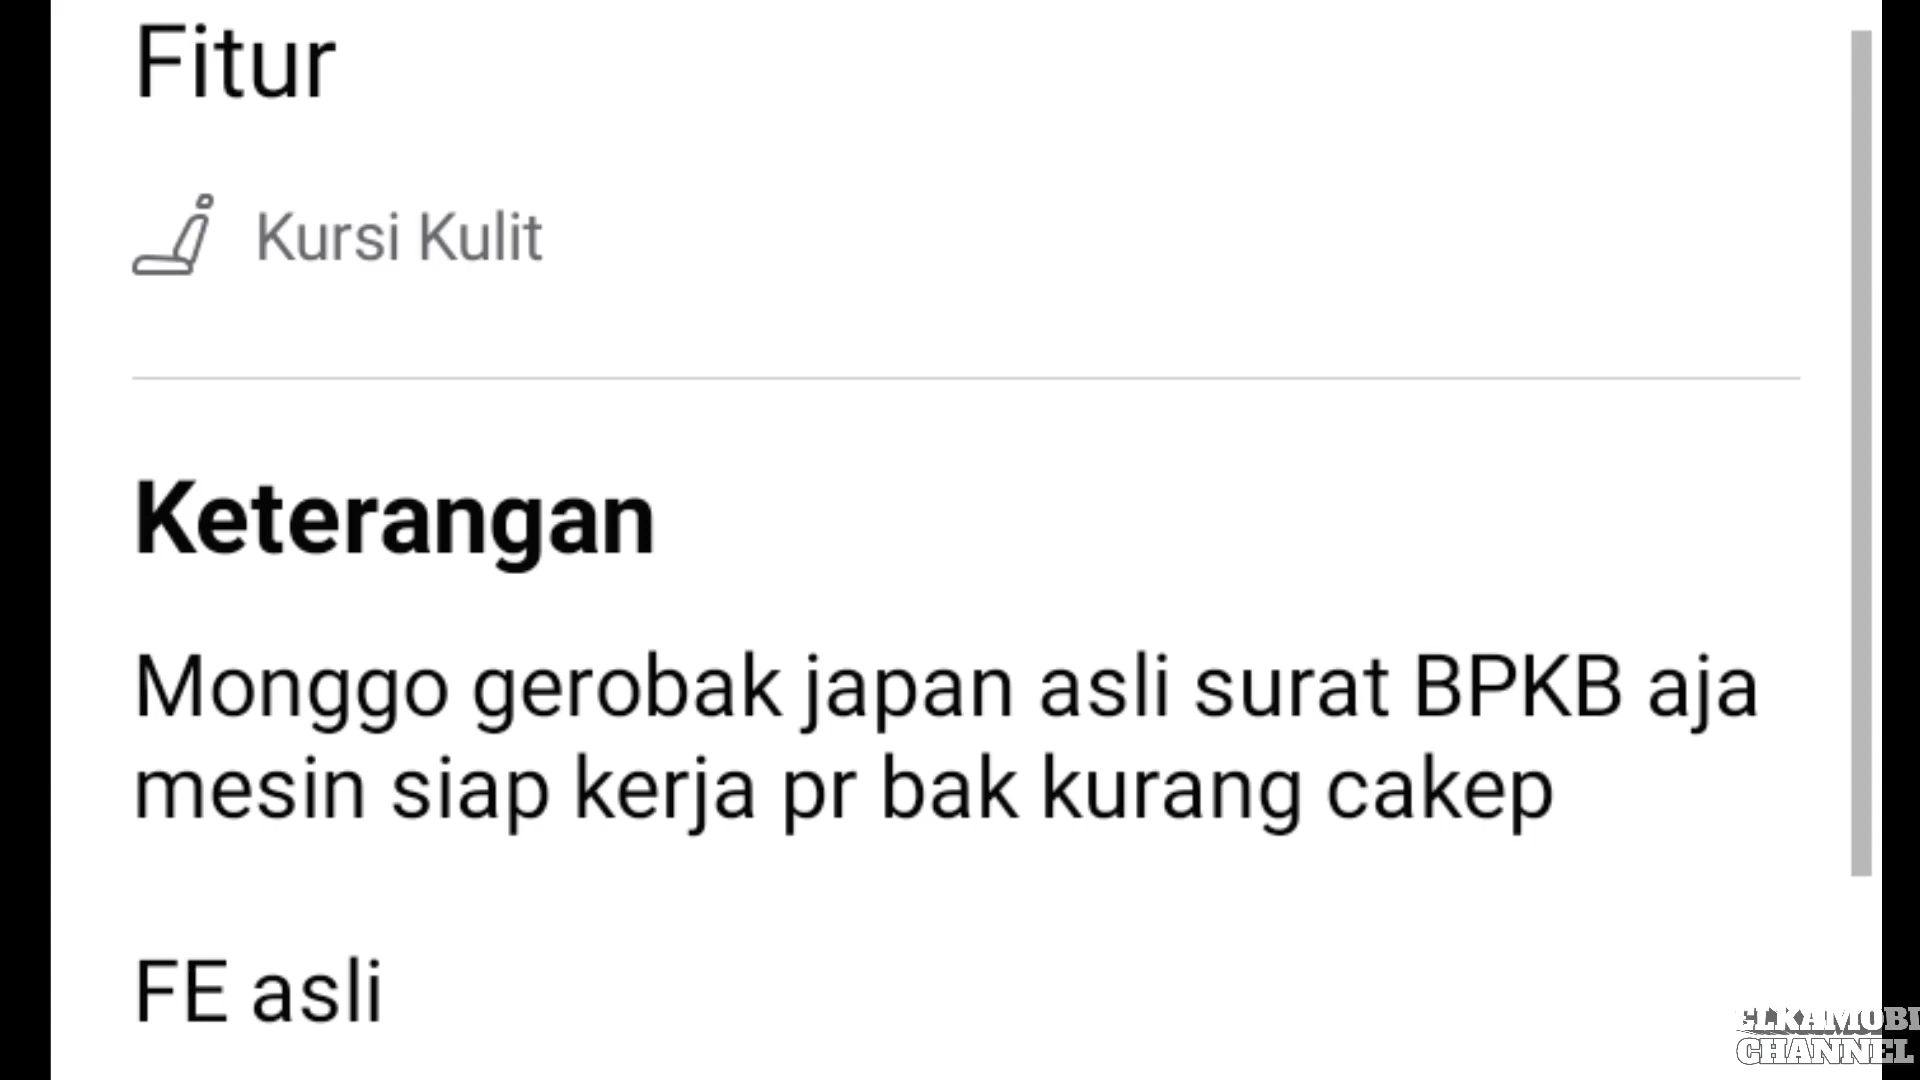 Fitur
Kursi Kulit
Keterangan
Monggo gerobak japan asli surat BPKB aja
mesin siap kerja pr bak kurang cakep
FE asli
ELKAMOBI
CHANNEL